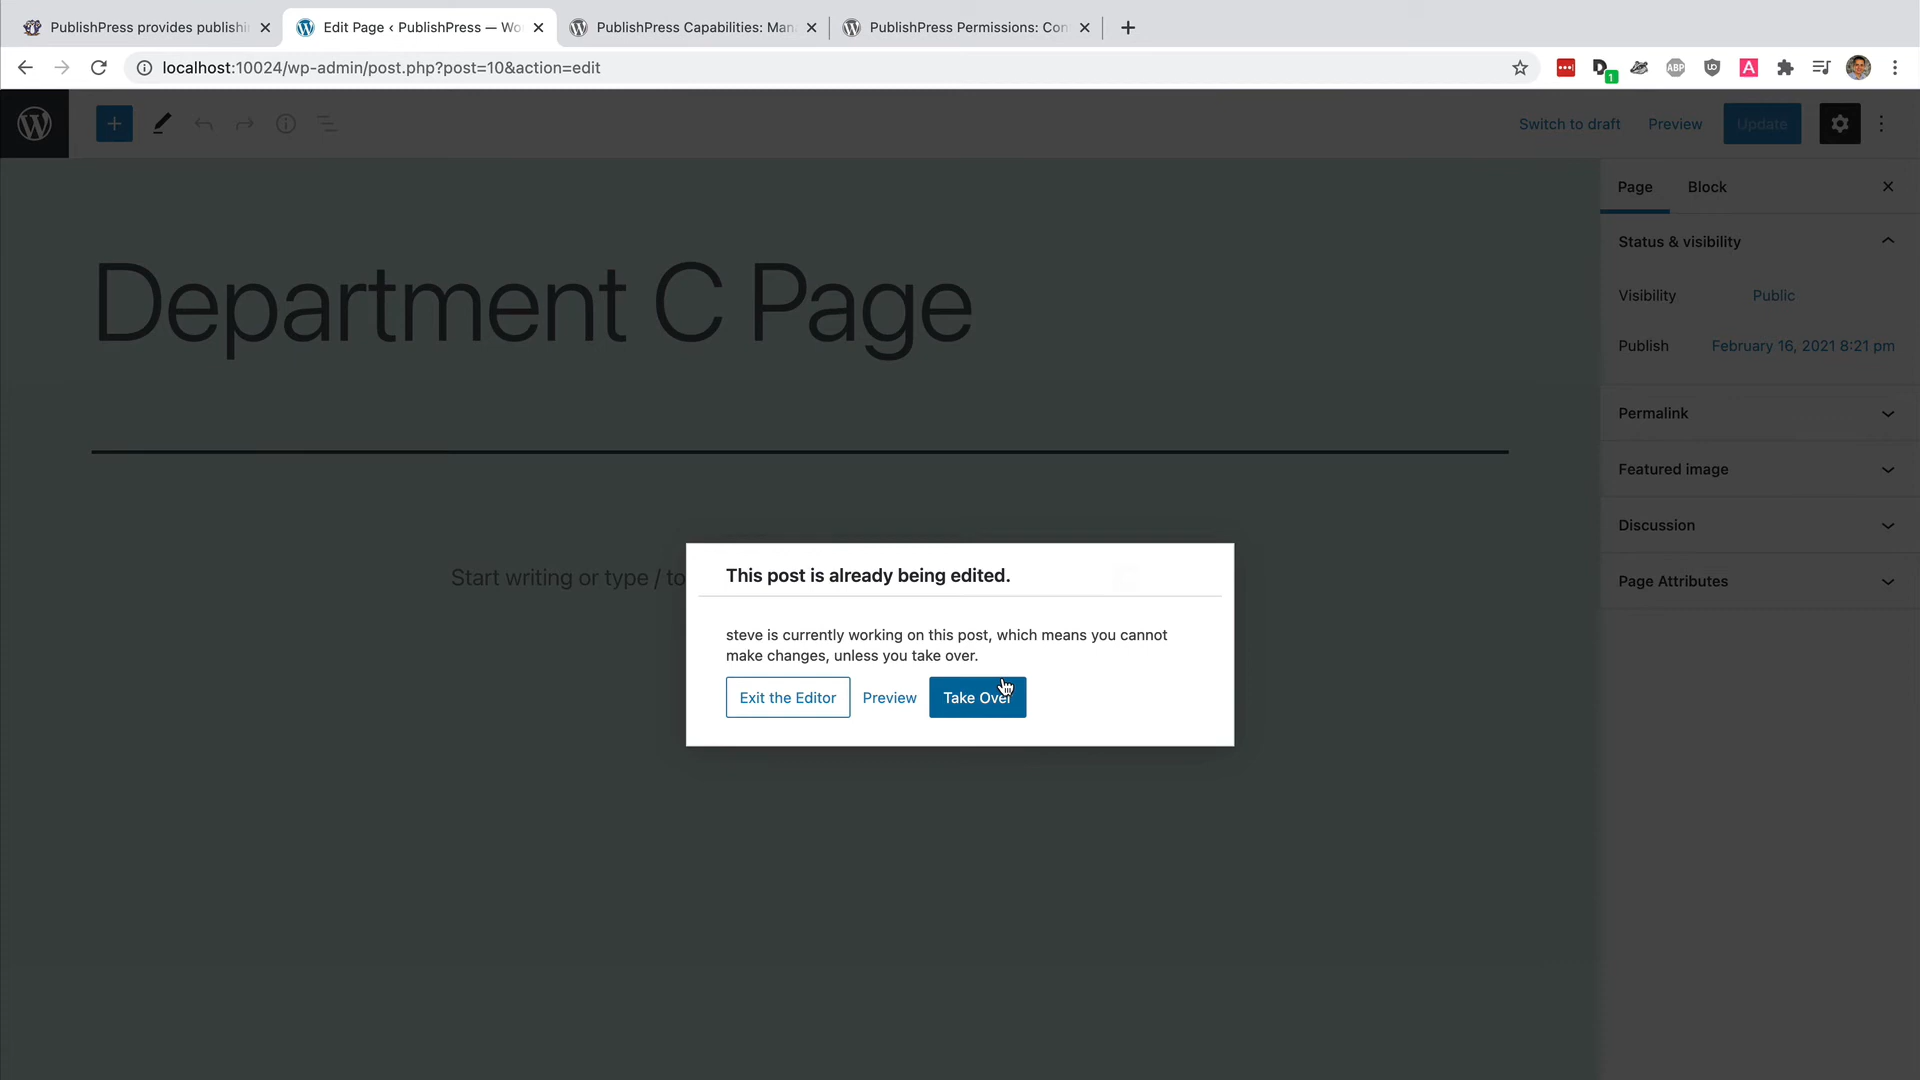 PublishPress provides publishi
Edit Page ‹ PublishPress — Wo
PublishPress Capabilities: Man
PublishPress Permissions: Con
localhost:10024/wp-admin/post.php?post=10&action=edit
1
ABP
A
Switch to draft
Preview
Update
Page
Block
Status & visibility
Department C Page
Visibility
Public
Publish
February 16, 2021 8:21 pm
Permalink
Featured image
Discussion
Page Attributes
Start writing or type / to
This post is already being edited.
steve is currently working on this post, which means you cannot
make changes, unless you take over.
Exit the Editor
Preview
Take Over